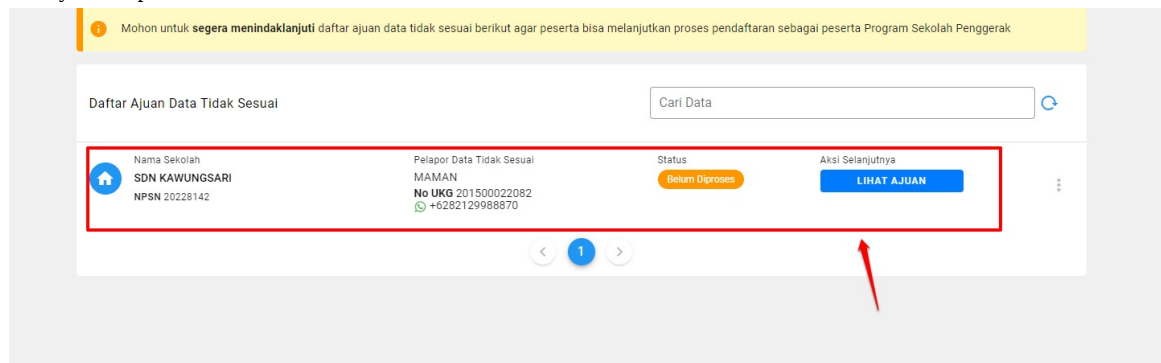 Mohon untuk segera menindaklanjuti daftar ajuan data tidak sesuai berikut agar peserta bisa melanjutkan proses pendaftaran sebagai peserta Program Sekolah Penggerak
Daftar Ajuan Data Tidak Sesuai
Cari Data
Nama Sekolah
SDN KAWUNGSARI
NPSN 20228142
Pelapor Data Tidak Sesuai
MAMAN
No UKG 201500022082
+6282129988870
Status
Belum Diproses
Aksi Selanjutnya
LIHAT AJUAN
1